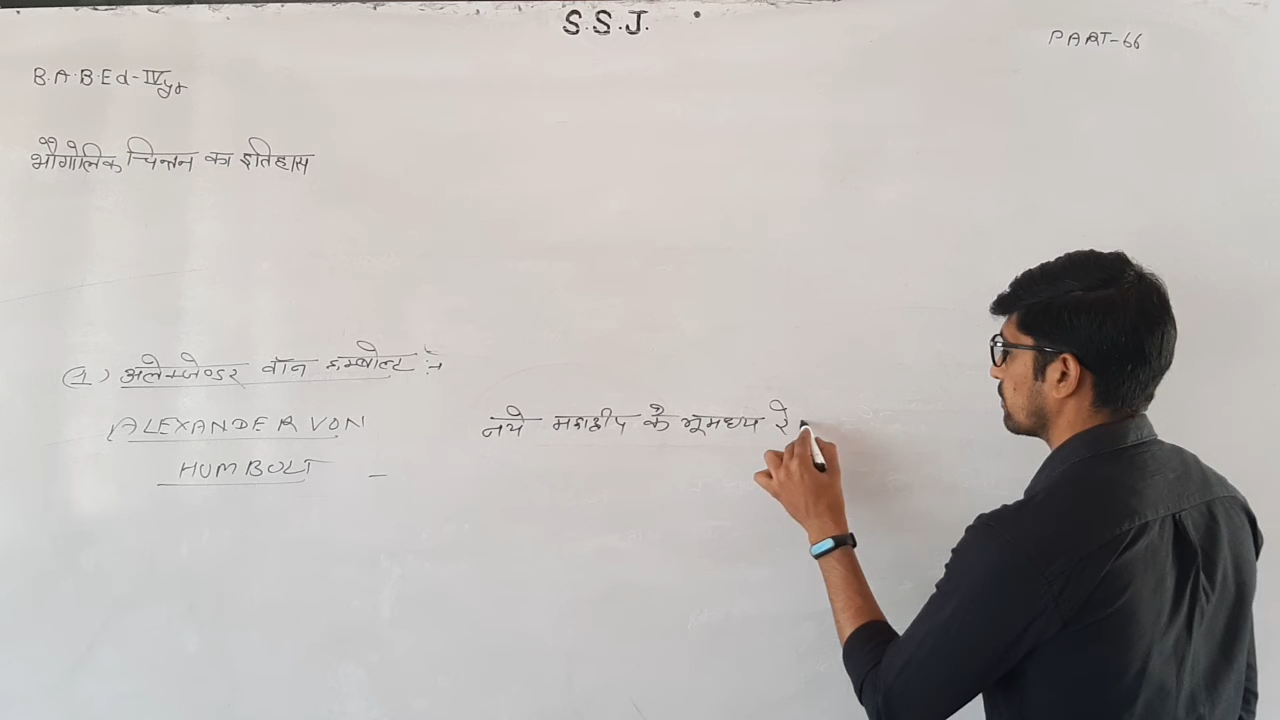 S.S.J.
PART-66
B.A.B.Ed-IVyr
भौगोलिक चिन्तन का इतिहास
(1) अलेक्जेण्डर वॉन हम्बोल्ट :-
ALEXANDER VON
HUMBOLT -
नये महाद्वीप के भूमध्य रे